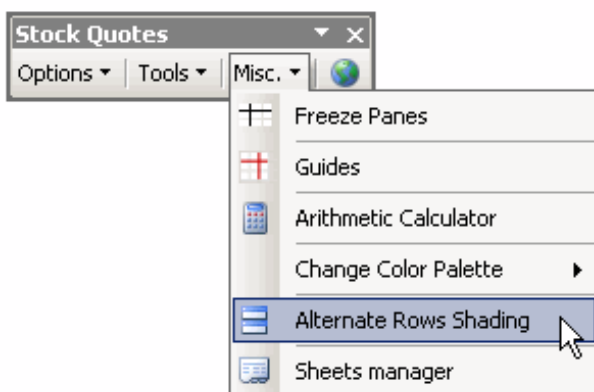 Stock Quotes
Options Tools Misc.
Freeze Panes
Guides
Arithmetic Calculator
Change Color Palette
Alternate Rows Shading
Sheets manager